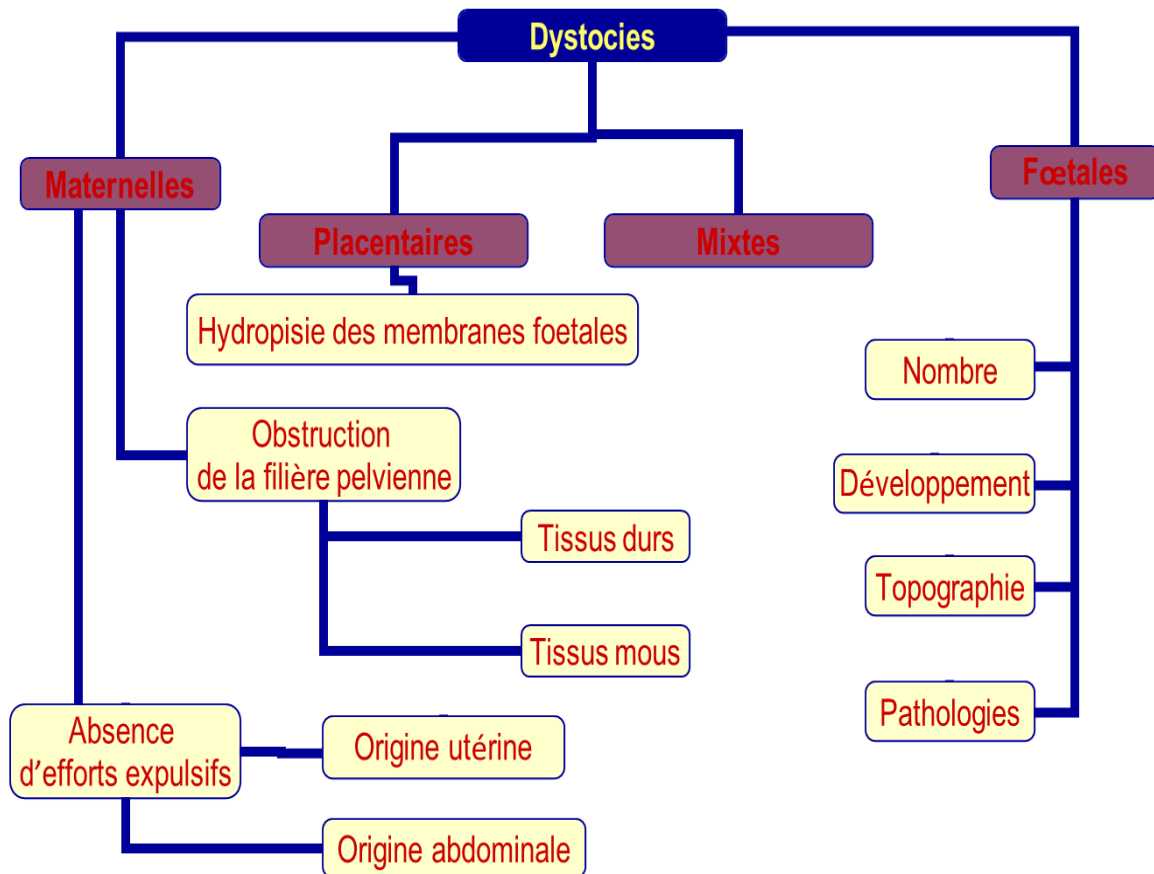 Dystocies
Maternelles
Fœtales
Placentaires
Mixtes
Hydropisie des membranes foetales
Nombre
Obstruction
de la filière pelvienne
Développement
Tissus durs
Topographie
Tissus mous
Pathologies
Absence
d'efforts expulsifs
Origine utérine
Origine abdominale